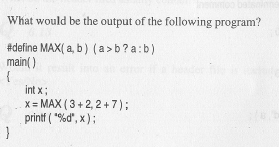 What would be the output of the following program?
#define MAX( a, b ) ( a > b ? a : b )
main( )
{
int x ;
x = MAX ( 3 + 2, 2 + 7 ) ;
printf ( "%d", x ) ;
}